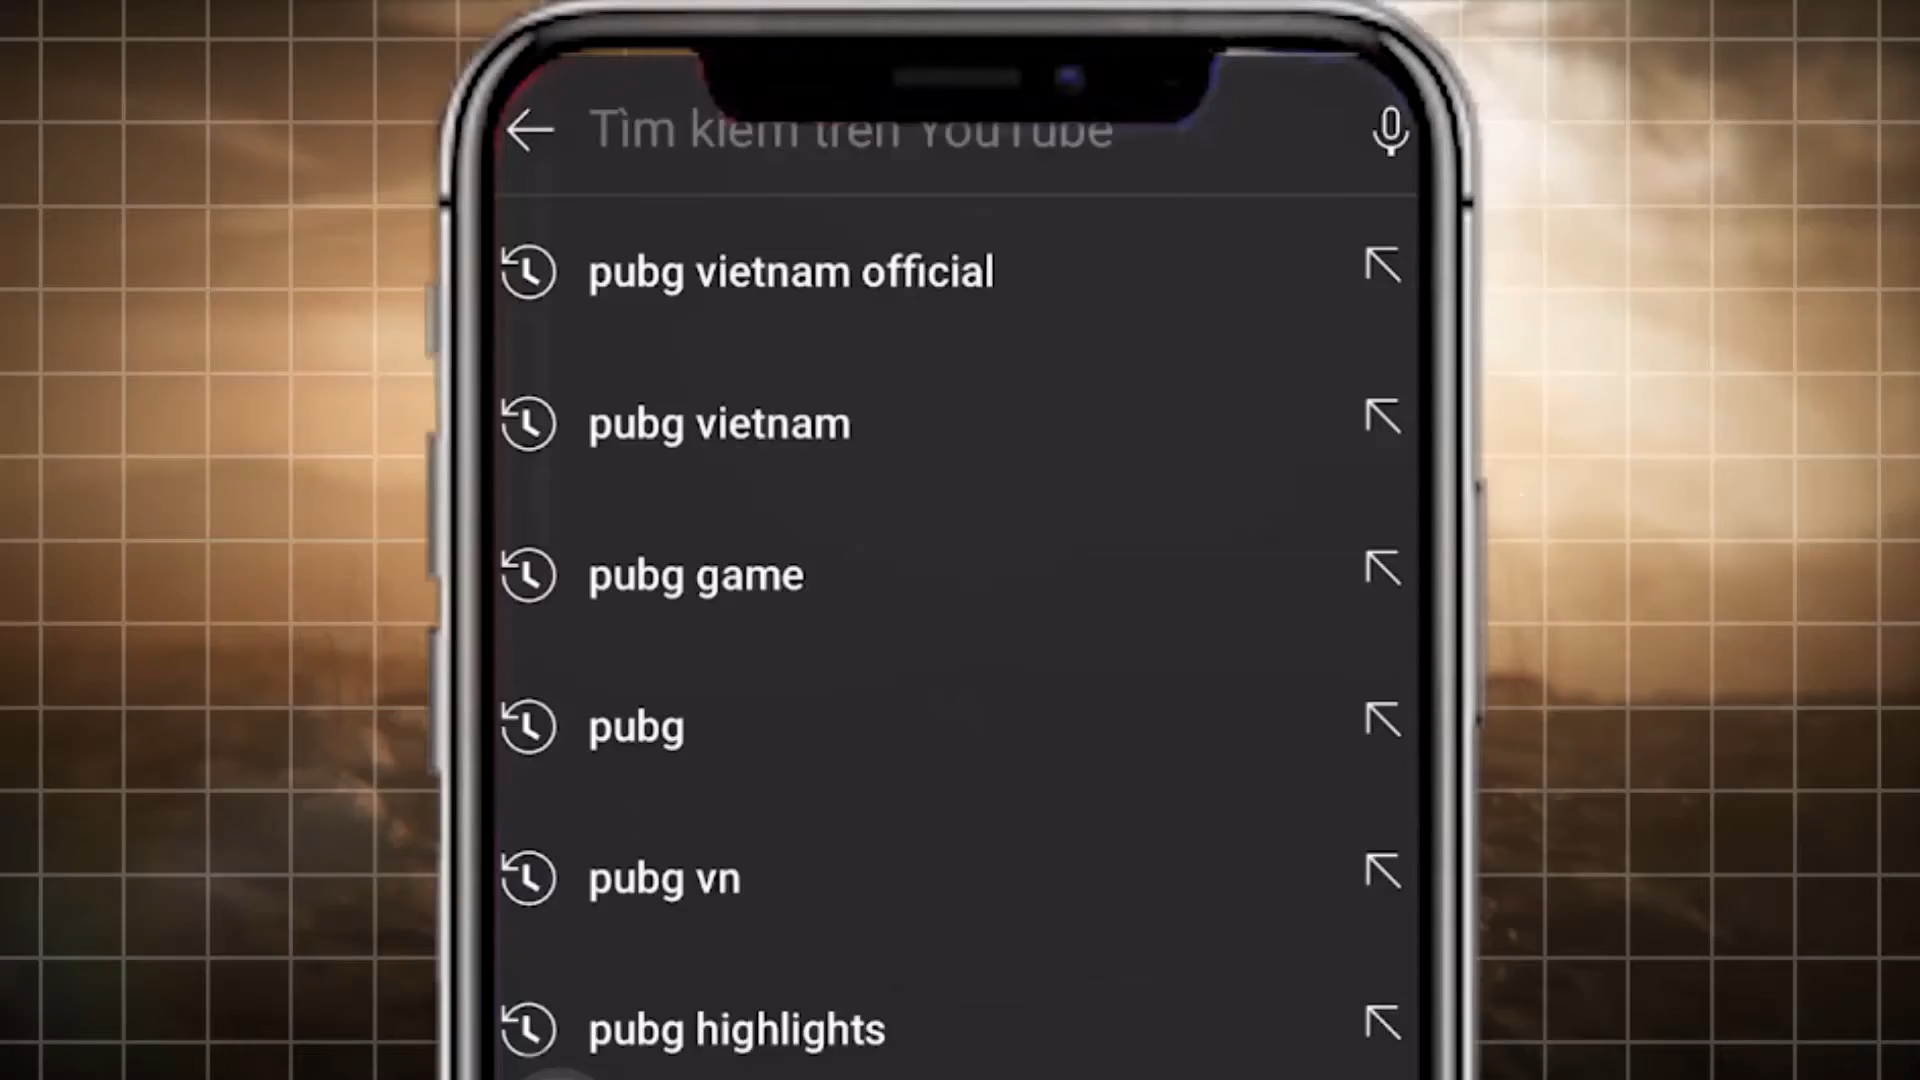 Tìm kiếm trên YouTube
pubg vietnam official
pubg vietnam
pubg game
pubg
pubg vn
pubg highlights